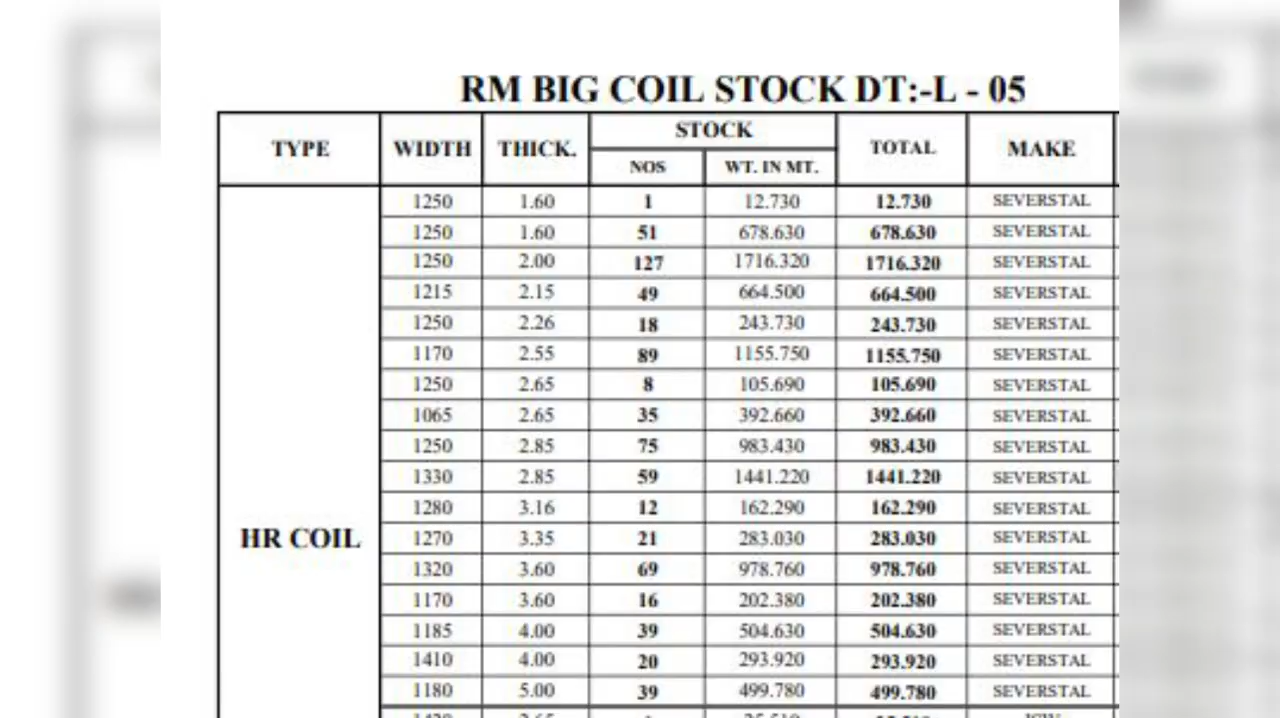 RM BIG COIL STOCK DT:-L - 05
TYPE WIDTH THICK. STOCK TOTAL MAKE
NOS WT. IN MT.
1250 1.60 1 12.730 12.730 SEVERSTAL
1250 1.60 51 678.630 678.630 SEVERSTAL
1250 2.00 127 1716.320 1716.320 SEVERSTAL
1215 2.15 49 664.500 664.500 SEVERSTAL
1250 2.26 18 243.730 243.730 SEVERSTAL
1170 2.55 89 1155.750 1155.750 SEVERSTAL
1250 2.65 8 105.690 105.690 SEVERSTAL
1065 2.65 35 392.660 392.660 SEVERSTAL
1250 2.85 75 983.430 983.430 SEVERSTAL
1330 2.85 59 1441.220 1441.220 SEVERSTAL
1280 3.16 12 162.290 162.290 SEVERSTAL
HR COIL 1270 3.35 21 283.030 283.030 SEVERSTAL
1320 3.60 69 978.760 978.760 SEVERSTAL
1170 3.60 16 202.380 202.380 SEVERSTAL
1185 4.00 39 504.630 504.630 SEVERSTAL
1410 4.00 20 293.920 293.920 SEVERSTAL
1180 5.00 39 499.780 499.780 SEVERSTAL